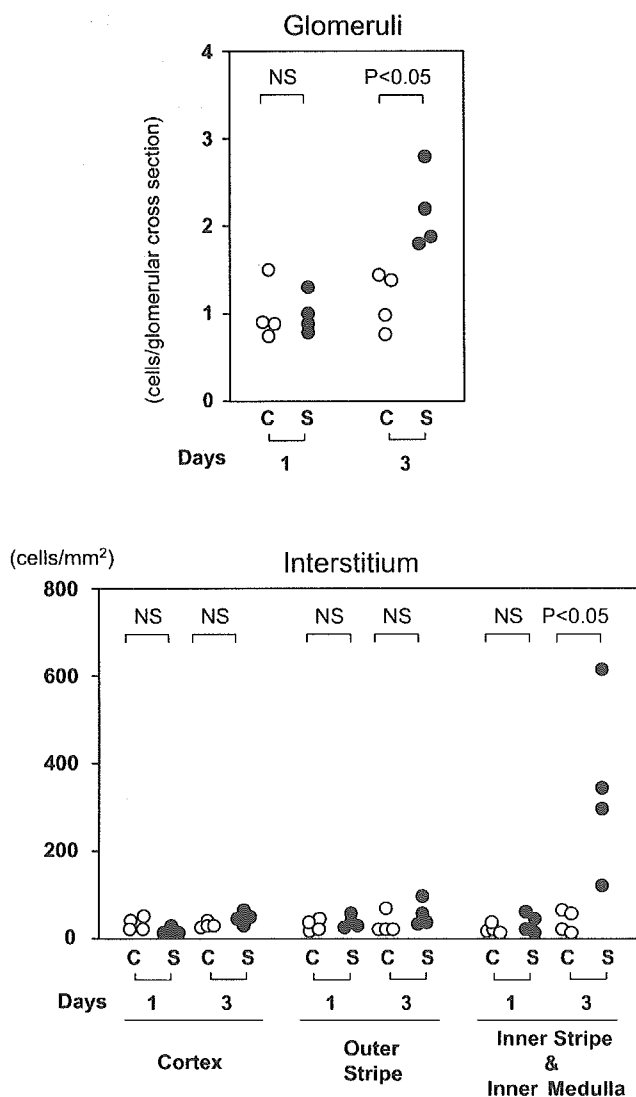 Glomeruli
(cells/glomerular cross section)
4
3
2
1
0
NS
P<0.05
C S C S
Days 1 3
(cells/mm²) Interstitium
800
600
400
200
0
NS NS NS NS NS P<0.05
C S C S C S C S C S C S
Days 1 3 1 3 1 3
Cortex
Outer
Stripe
Inner Stripe
&
Inner Medulla